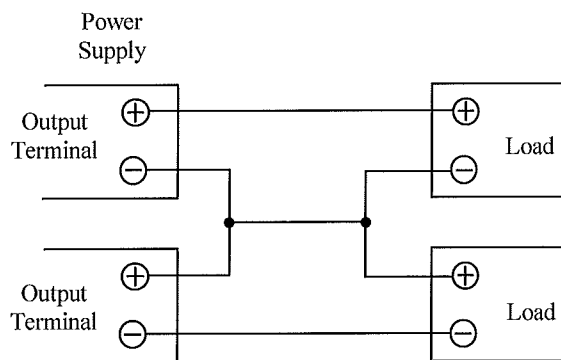 Power
Supply
Output
Terminal
+
−
Load
+
−
Output
Terminal
+
−
Load
+
−